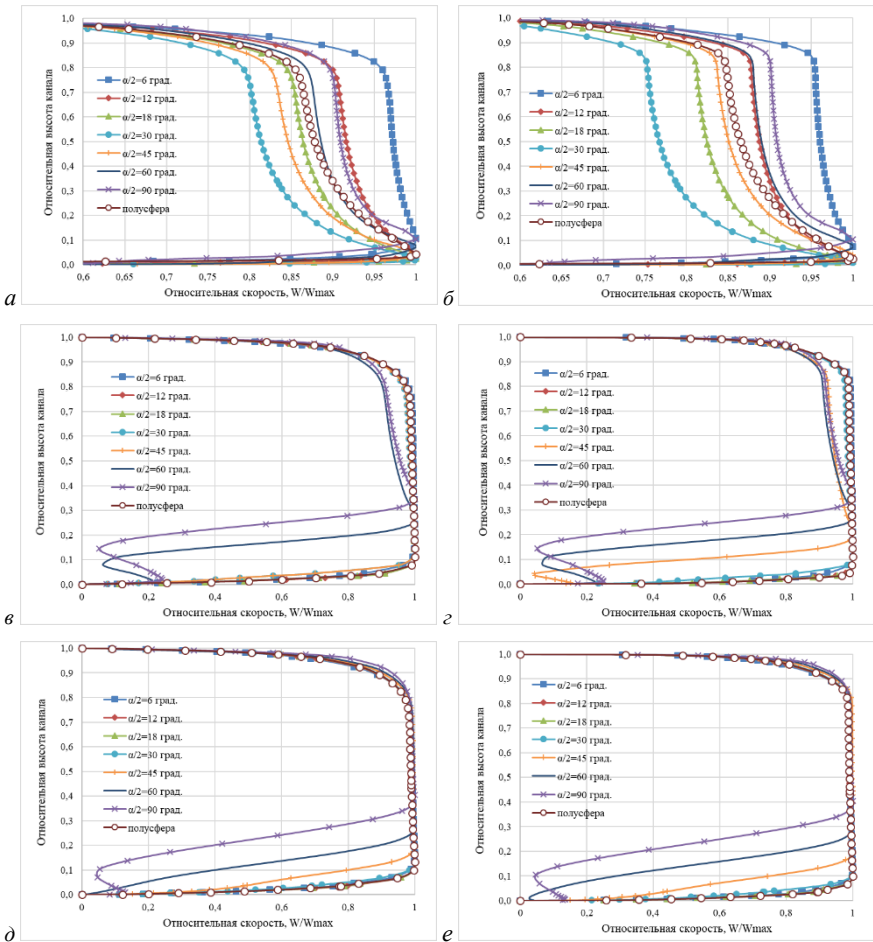 1,0
0,9
0,8
0,7
0,6
0,5
0,4
0,3
0,2
0,1
0,0
Относительная высота канала
α/2=6 град.
α/2=12 град.
α/2=18 град.
α/2=30 град.
α/2=45 град.
α/2=60 град.
α/2=90 град.
полусфера
0,6 0,65 0,7 0,75 0,8 0,85 0,9 0,95 1
Относительная скорость, W/Wmax
а
1,0
0,9
0,8
0,7
0,6
0,5
0,4
0,3
0,2
0,1
0,0
Относительная высота канала
α/2=6 град.
α/2=12 град.
α/2=18 град.
α/2=30 град.
α/2=45 град.
α/2=60 град.
α/2=90 град.
полусфера
0,6 0,65 0,7 0,75 0,8 0,85 0,9 0,95 1
Относительная скорость, W/Wmax
б
1,0
0,9
0,8
0,7
0,6
0,5
0,4
0,3
0,2
0,1
0,0
Относительная высота канала
α/2=6 град.
α/2=12 град.
α/2=18 град.
α/2=30 град.
α/2=45 град.
α/2=60 град.
α/2=90 град.
полусфера
0 0,2 0,4 0,6 0,8 1
Относительная скорость, W/Wmax
в
1,0
0,9
0,8
0,7
0,6
0,5
0,4
0,3
0,2
0,1
0,0
Относительная высота канала
α/2=6 град.
α/2=12 град.
α/2=18 град.
α/2=30 град.
α/2=45 град.
α/2=60 град.
α/2=90 град.
полусфера
0 0,2 0,4 0,6 0,8 1
Относительная скорость, W/Wmax
г
1,0
0,9
0,8
0,7
0,6
0,5
0,4
0,3
0,2
0,1
0,0
Относительная высота канала
α/2=6 град.
α/2=12 град.
α/2=18 град.
α/2=30 град.
α/2=45 град.
α/2=60 град.
α/2=90 град.
полусфера
0 0,2 0,4 0,6 0,8 1
Относительная скорость, W/Wmax
д
1,0
0,9
0,8
0,7
0,6
0,5
0,4
0,3
0,2
0,1
0,0
Относительная высота канала
α/2=6 град.
α/2=12 град.
α/2=18 град.
α/2=30 град.
α/2=45 град.
α/2=60 град.
α/2=90 град.
полусфера
0 0,2 0,4 0,6 0,8 1
Относительная скорость, W/Wmax
е